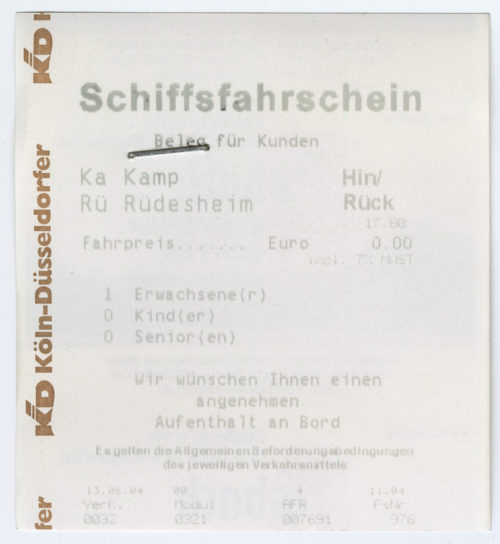 KD Köln-Düsseldorfer
fer
Schiffsfahrschein
Beleg für Kunden
Ka Kamp Hin/
Rü Rüdesheim Rück
17.80
Fahrpreis....... Euro 0.00
incl. 7% MWST
1 Erwachsene(r)
0 Kind(er)
0 Senior(en)
Wir wünschen Ihnen einen
angenehmen
Aufenthalt an Bord
Es gelten die Allgemeinen Beforderungsbedingungen
des jeweiligen Verkehrsmittels
13.06.04 00 4 11.04
Verk. Modul AFR FsNr
0032 0321 007691 976